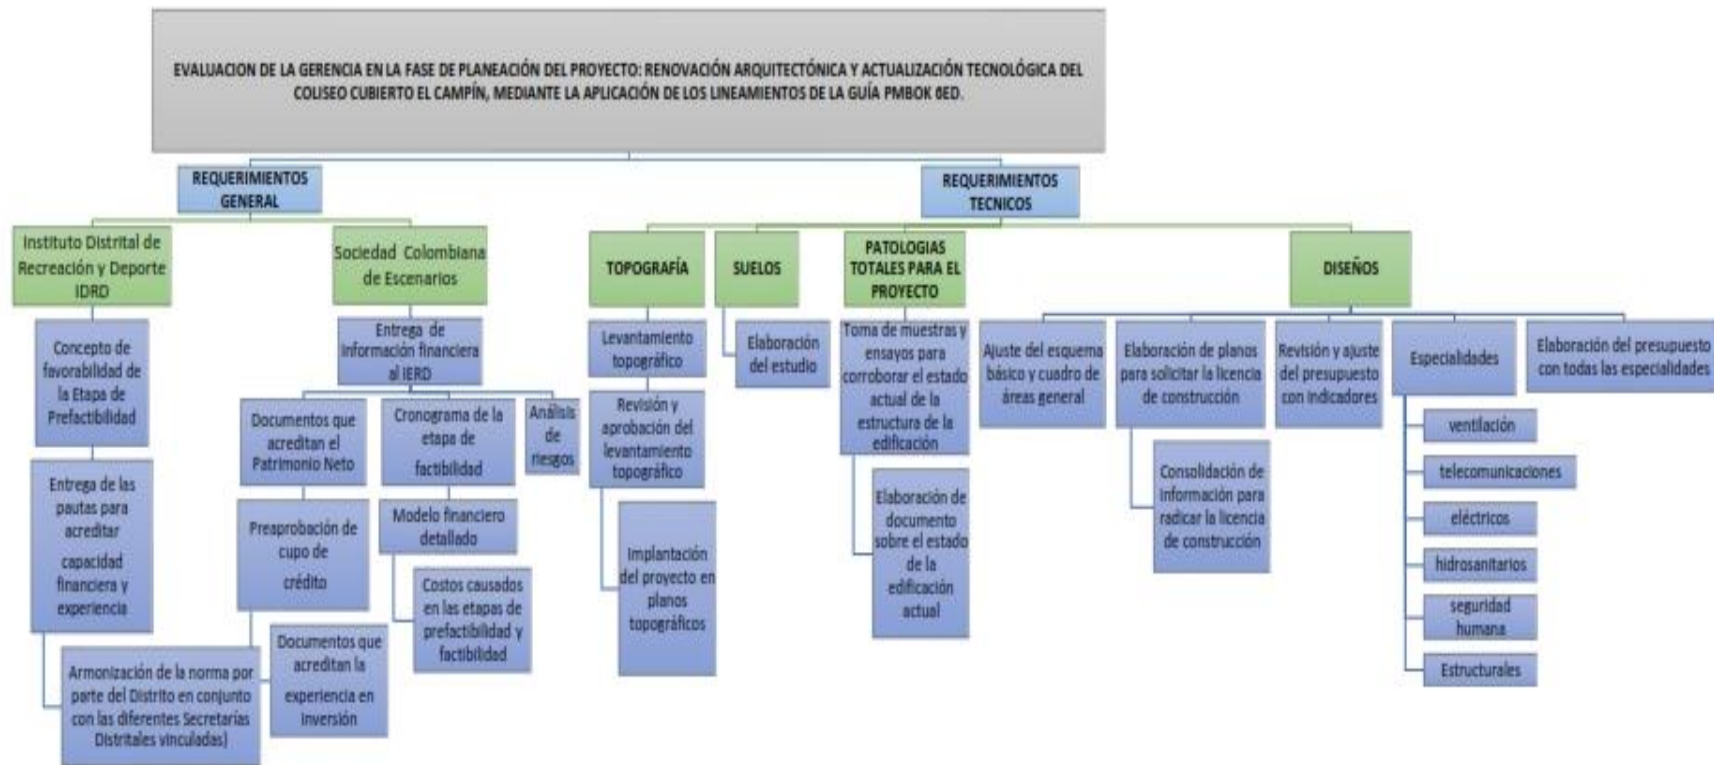 EVALUACION DE LA GERENCIA EN LA FASE DE PLANEACIÓN DEL PROYECTO: RENOVACIÓN ARQUITECTÓNICA Y ACTUALIZACIÓN TECNOLÓGICA DEL
COLISEO CUBIERTO EL CAMPÍN, MEDIANTE LA APLICACIÓN DE LOS LINEAMIENTOS DE LA GUÍA PMBOK 6ED.
REQUERIMIENTOS
GENERAL
Instituto Distrital de
Recreación y Deporte
IDRD
Concepto de
favorabilidad de
la Etapa de
Prefactibilidad
Entrega de las
pautas para
acreditar
capacidad
financiera y
experiencia
Armonización de la norma por
parte del Distrito en conjunto
con las diferentes Secretarías
Distritales vinculadas)
Sociedad Colombiana
de Escenarios
Entrega de
Información financiera
al IERD
Documentos que
acreditan el
Patrimonio Neto
Preaprobación de
cupo de
crédito
Documentos que
acreditan la
experiencia en
Inversión
Cronograma de la
etapa de
factibilidad
Modelo financiero
detallado
Costos causados
en las etapas de
prefactibilidad y
factibilidad
Análisis
de
riesgos
REQUERIMIENTOS
TECNICOS
TOPOGRAFÍA
Levantamiento
topográfico
Revisión y
aprobación del
levantamiento
topográfico
Implantación
del proyecto en
planos
topográficos
SUELOS
Elaboración
del estudio
PATOLOGIAS
TOTALES PARA EL
PROYECTO
Toma de muestras y
ensayos para
corroborar el estado
actual de la
estructura de la
edificación
Elaboración de
documento
sobre el estado
de la
edificación
actual
DISEÑOS
Ajuste del esquema
básico y cuadro de
áreas general
Elaboración de planos
para solicitar la licencia
de construcción
Consolidación de
Información para
radicar la licencia
de construcción
Revisión y ajuste
del presupuesto
con Indicadores
Especialidades
ventilación
telecomunicaciones
eléctricos
hidrosanitarios
seguridad
humana
Estructurales
Elaboración del presupuesto
con todas las especialidades